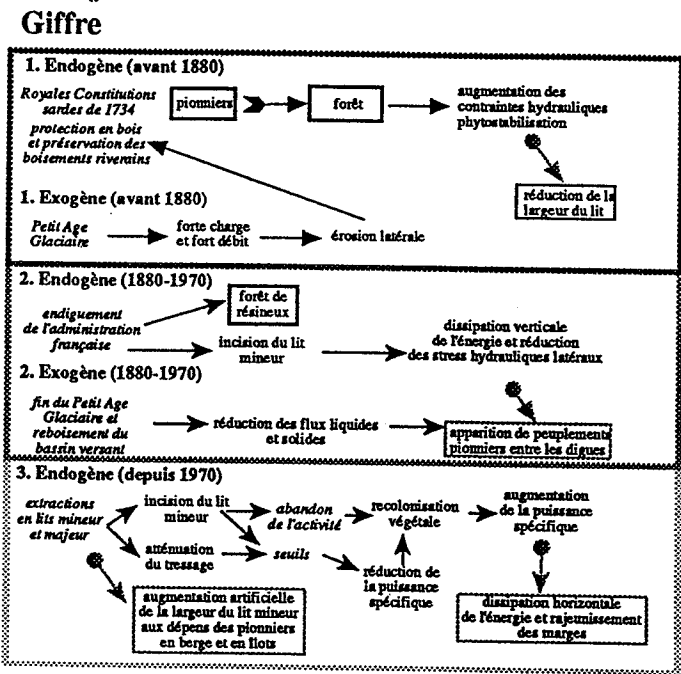 Giffre
1. Endogène (avant 1880)
Royales Constitutions
sardes de 1734
protection en bois
et préservation des
boisements riverains
pionniers
forêt
augmentation des
contraintes hydrauliques
phytostabilisation
réduction de la
largeur du lit
1. Exogène (avant 1880)
Petit Age
Glaciaire
forte charge
et fort débit
érosion latérale
2. Endogène (1880-1970)
endiguement
de l'administration
française
forêt de
résineux
incision du lit
mineur
dissipation verticale
de l'énergie et réduction
des stress hydrauliques latéraux
2. Exogène (1880-1970)
fin du Petit Age
Glaciaire et
reboisement du
bassin versant
réduction des flux liquides
et solides
apparition de peuplements
pionniers entre les digues
3. Endogène (depuis 1970)
extractions
en lits mineur
et majeur
incision du lit
mineur
atténuation
du tressage
abandon
de l'activité
seuils
recolonisation
végétale
réduction de
la puissance
spécifique
augmentation
de la puissance
spécifique
augmentation artificielle
de la largeur du lit mineur
aux dépens des pionniers
en berge et en îlots
dissipation horizontale
de l'énergie et rajeunissement
des marges